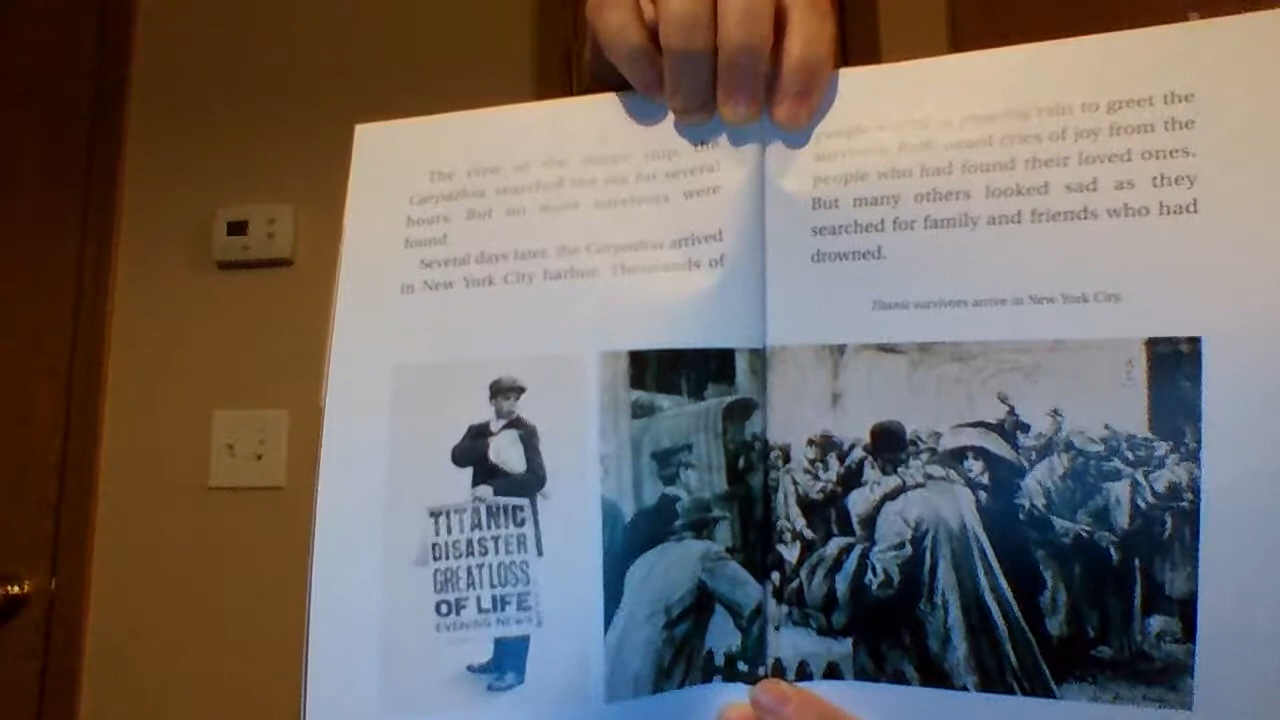 The crew of the rescue ship, the
Carpathia searched the sea for several
hours. But no more survivors were
found.
Several days later, the Carpathia arrived
in New York City harbor. Thousands of
rain to greet the
cries of joy from the
people who had found their loved ones.
But many others looked sad as they
searched for family and friends who had
drowned.
Titanic survivors arrive in New York City.
TITANIC
DISASTER
GREAT LOSS
OF LIFE
EVENING NEWS